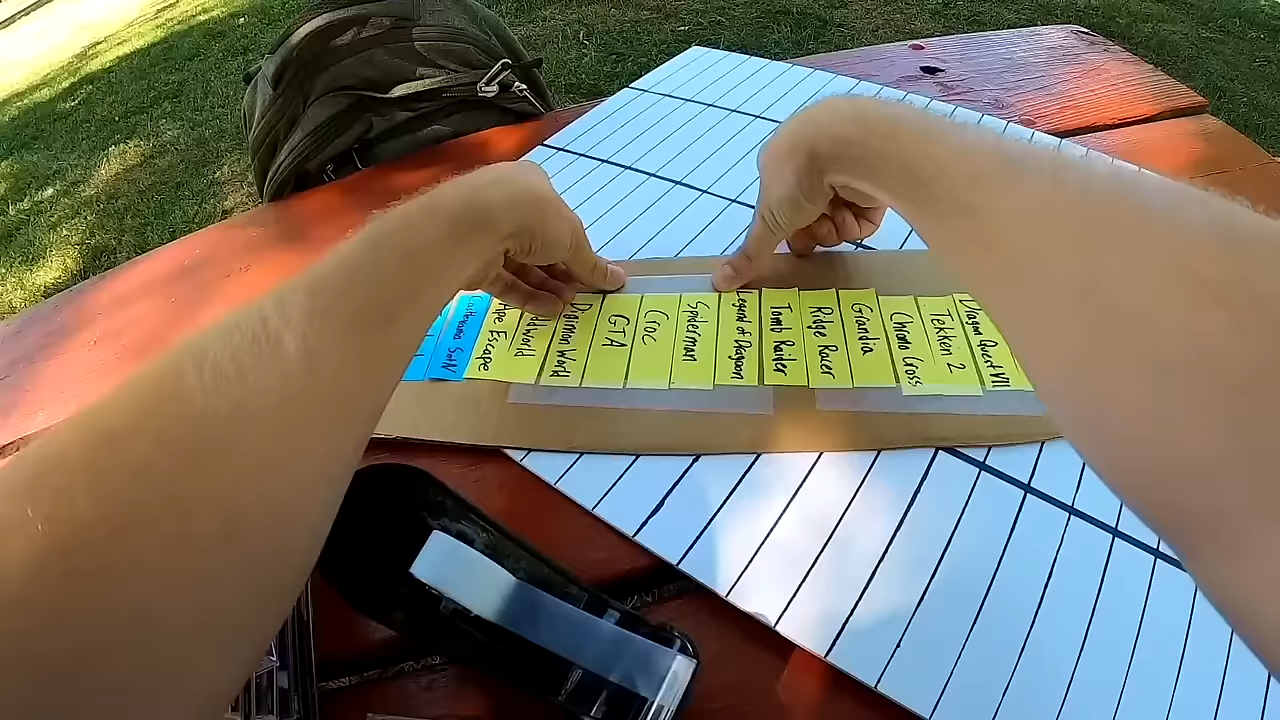 Castlevania SotN
Ape Escape
ldworld
Digimon World
GTA
Croc
Spiderman
Legend of Dragoon
Tomb Raider
Ridge Racer
Grandia
Chrono Cross
Tekken 2
Dragon Quest VII